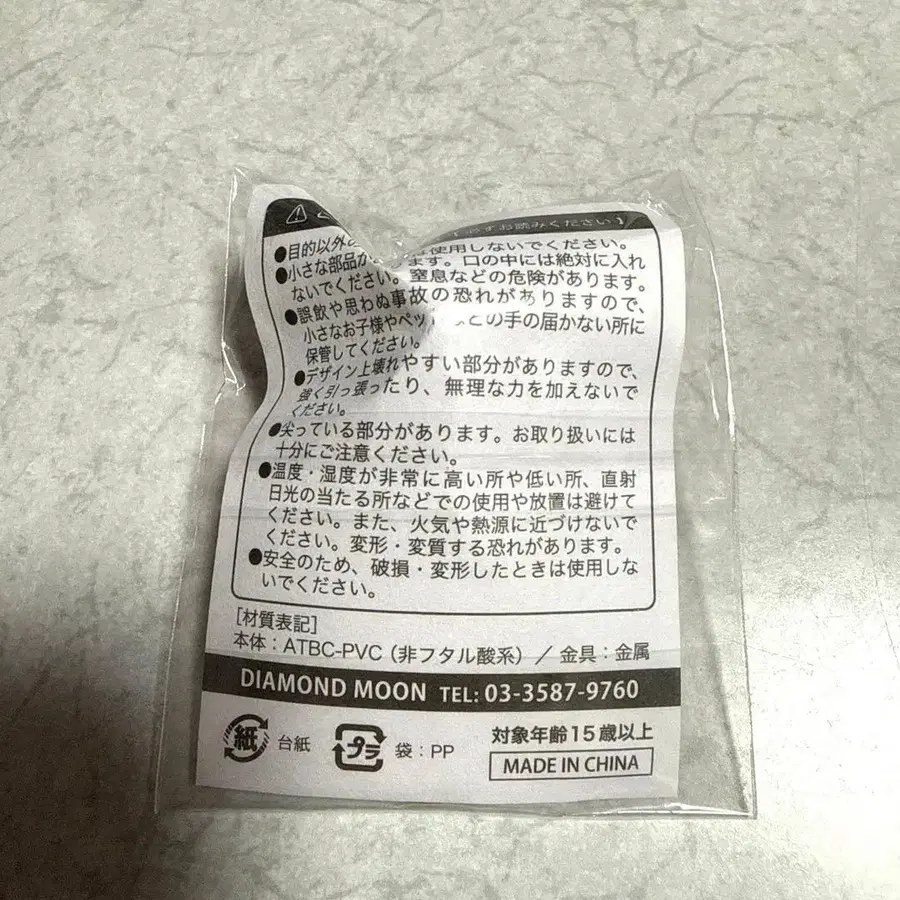 ずお読みください】
●目的以外の 使用しないでください。
●小さな部品が ます。口の中には絶対に入れ
ないでください。窒息などの危険があります。
●誤飲や思わぬ事故の恐れがありますので、
小さなお子様やペッ どの手の届かない所に
保管してください。
●デザイン上壊れやすい部分がありますので、
強く引っ張ったり、無理な力を加えないで
ください。
●尖っている部分があります。お取り扱いには
十分にご注意ください。
●温度・湿度が非常に高い所や低い所、直射
日光の当たる所などでの使用や放置は避けて
ください。また、火気や熱源に近づけないで
ください。変形・変質する恐れがあります。
●安全のため、破損・変形したときは使用しな
いでください。
[材質表記]
本体：ATBC-PVC（非フタル酸系）／金具：金属
DIAMOND MOON TEL: 03-3587-9760
紙 台紙 プラ 袋：PP 対象年齢15歳以上
MADE IN CHINA